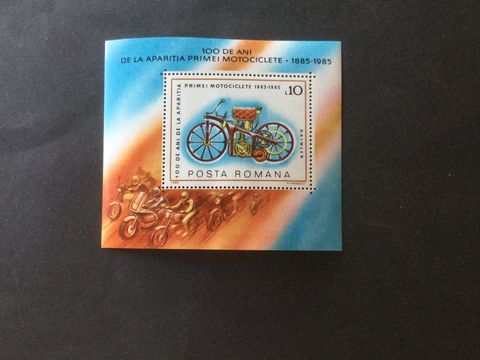 100 DE ANI
DE LA APARITIA PRIMEI MOTOCICLETE • 1885-1985
100 DE ANI DE LA APARITIA
PRIMEI MOTOCICLETE 1885-1985
L10
DAIMLER
POSTA ROMANA